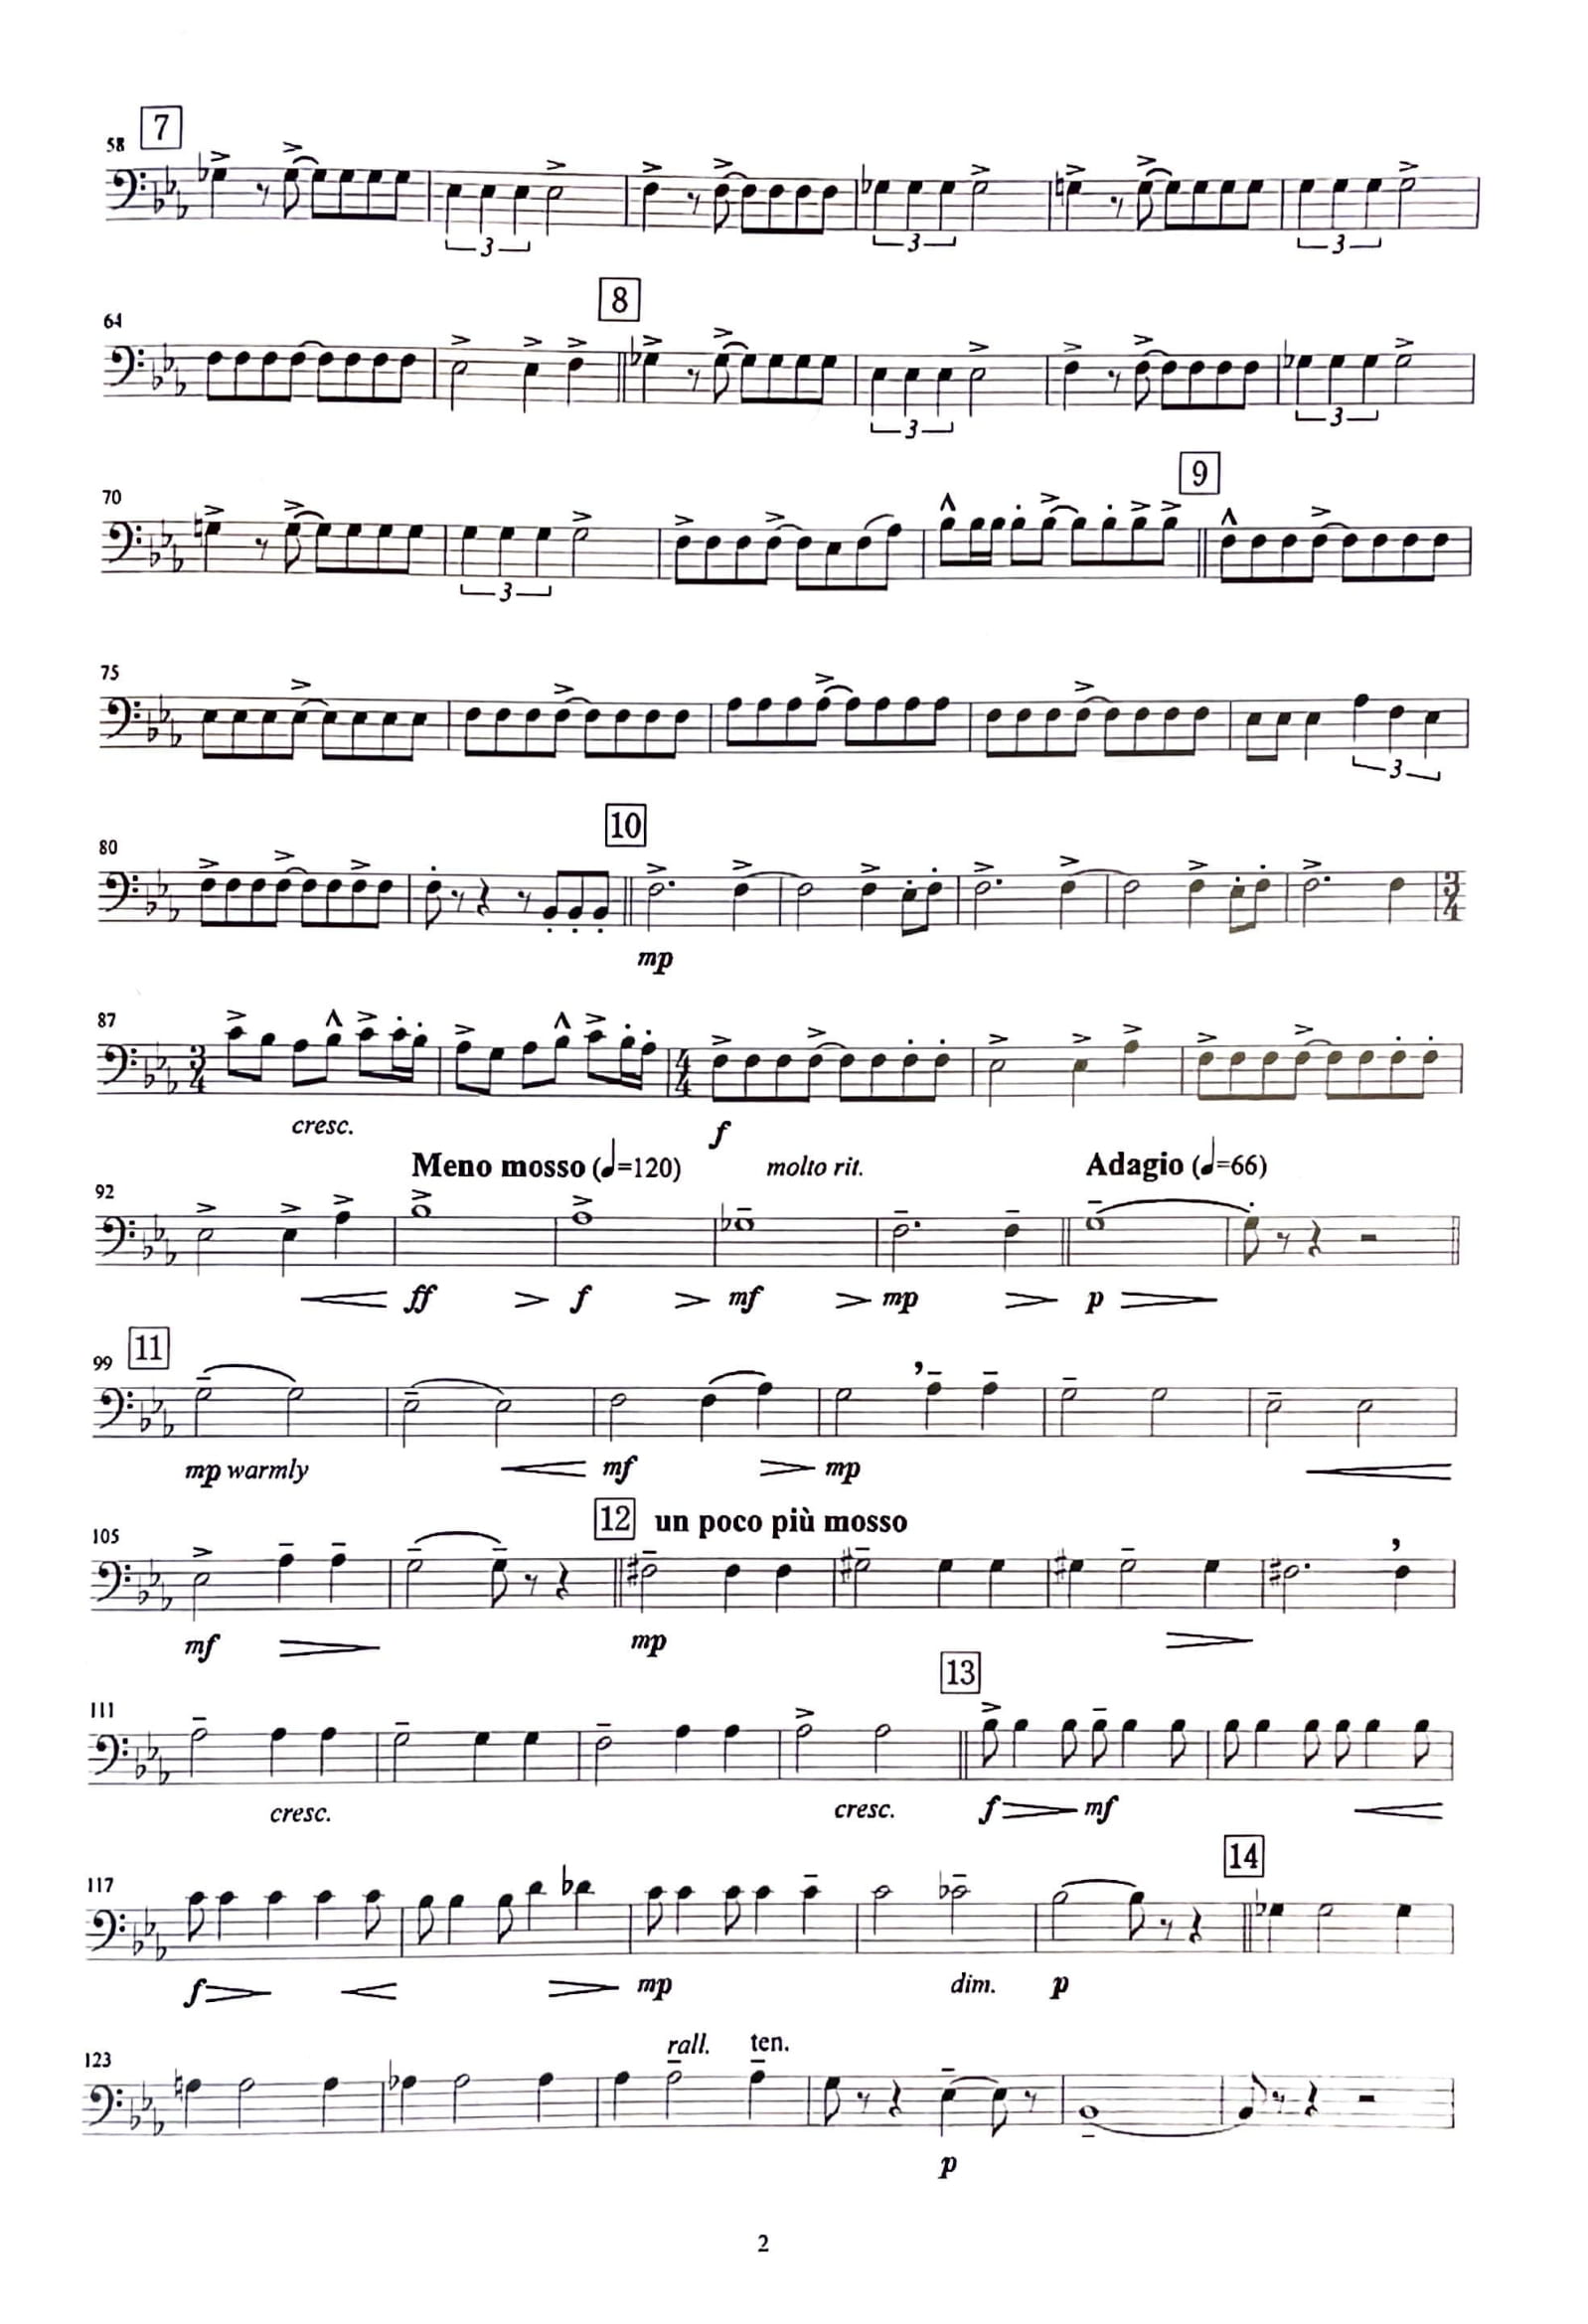 7
58
3 3 3
8
64
3 3
9
70
3
75
3
10
80
mp
3/4
87
3/4 4/4
cresc. f
Meno mosso (♩=120) molto rit. Adagio (♩=66)
92
ff f mf mp p
11
99
mp warmly mf mp
12 un poco più mosso
105
mf mp
13
111
cresc. cresc. f mf
14
117
f mp dim. p
rall. ten.
123
p
2